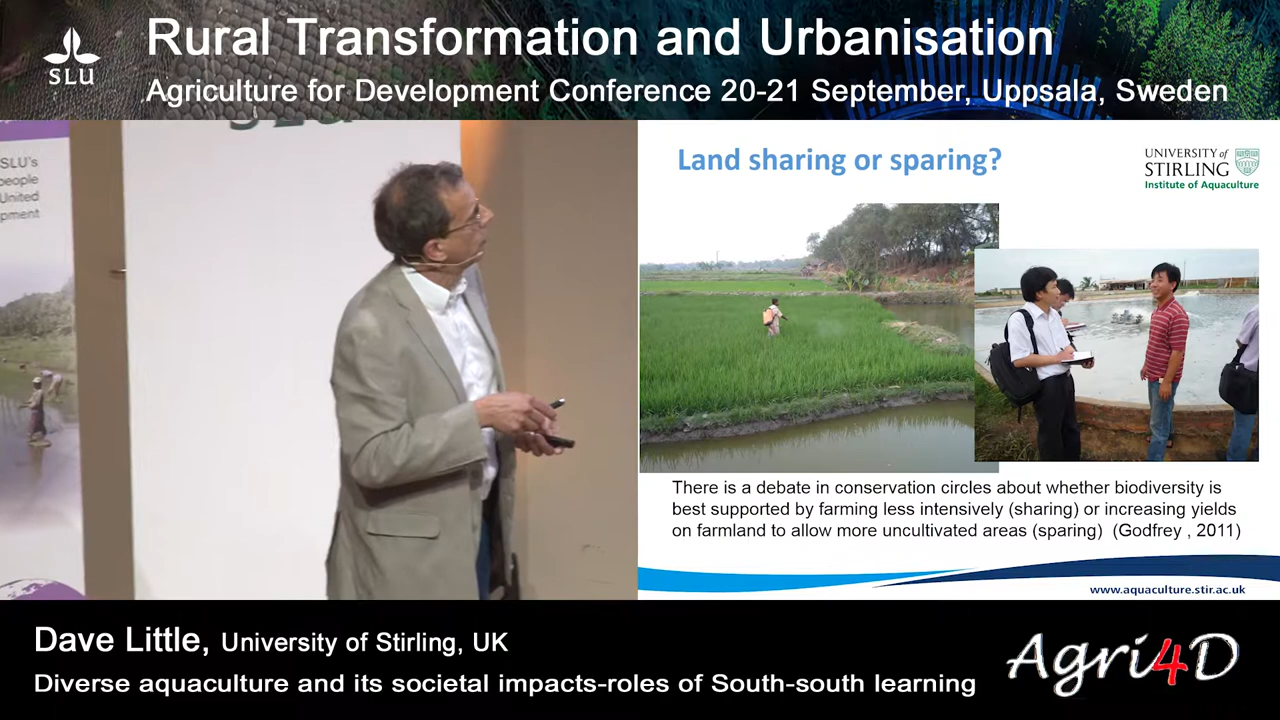 Rural Transformation and Urbanisation
SLU
Agriculture for Development Conference 20-21 September, Uppsala, Sweden
SLU's
people
United
pment
Land sharing or sparing?
UNIVERSITY of
STIRLING
Institute of Aquaculture
There is a debate in conservation circles about whether biodiversity is
best supported by farming less intensively (sharing) or increasing yields
on farmland to allow more uncultivated areas (sparing) (Godfrey , 2011)
www.aquaculture.stir.ac.uk
Dave Little, University of Stirling, UK
Diverse aquaculture and its societal impacts-roles of South-south learning
Agri4D